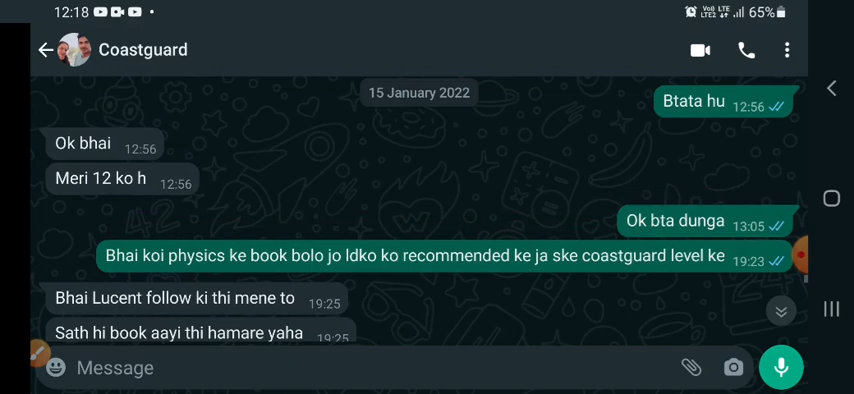 12:18
Vo)) LTE
LTE2
65%
Coastguard
15 January 2022
Btata hu 12:56
Ok bhai 12:56
Meri 12 ko h 12:56
Ok bta dunga 13:05
Bhai koi physics ke book bolo jo ldko ko recommended ke ja ske coastguard level ke 19:23
Bhai Lucent follow ki thi mene to 19:25
Sath hi book aayi thi hamare yaha 19:25
Message